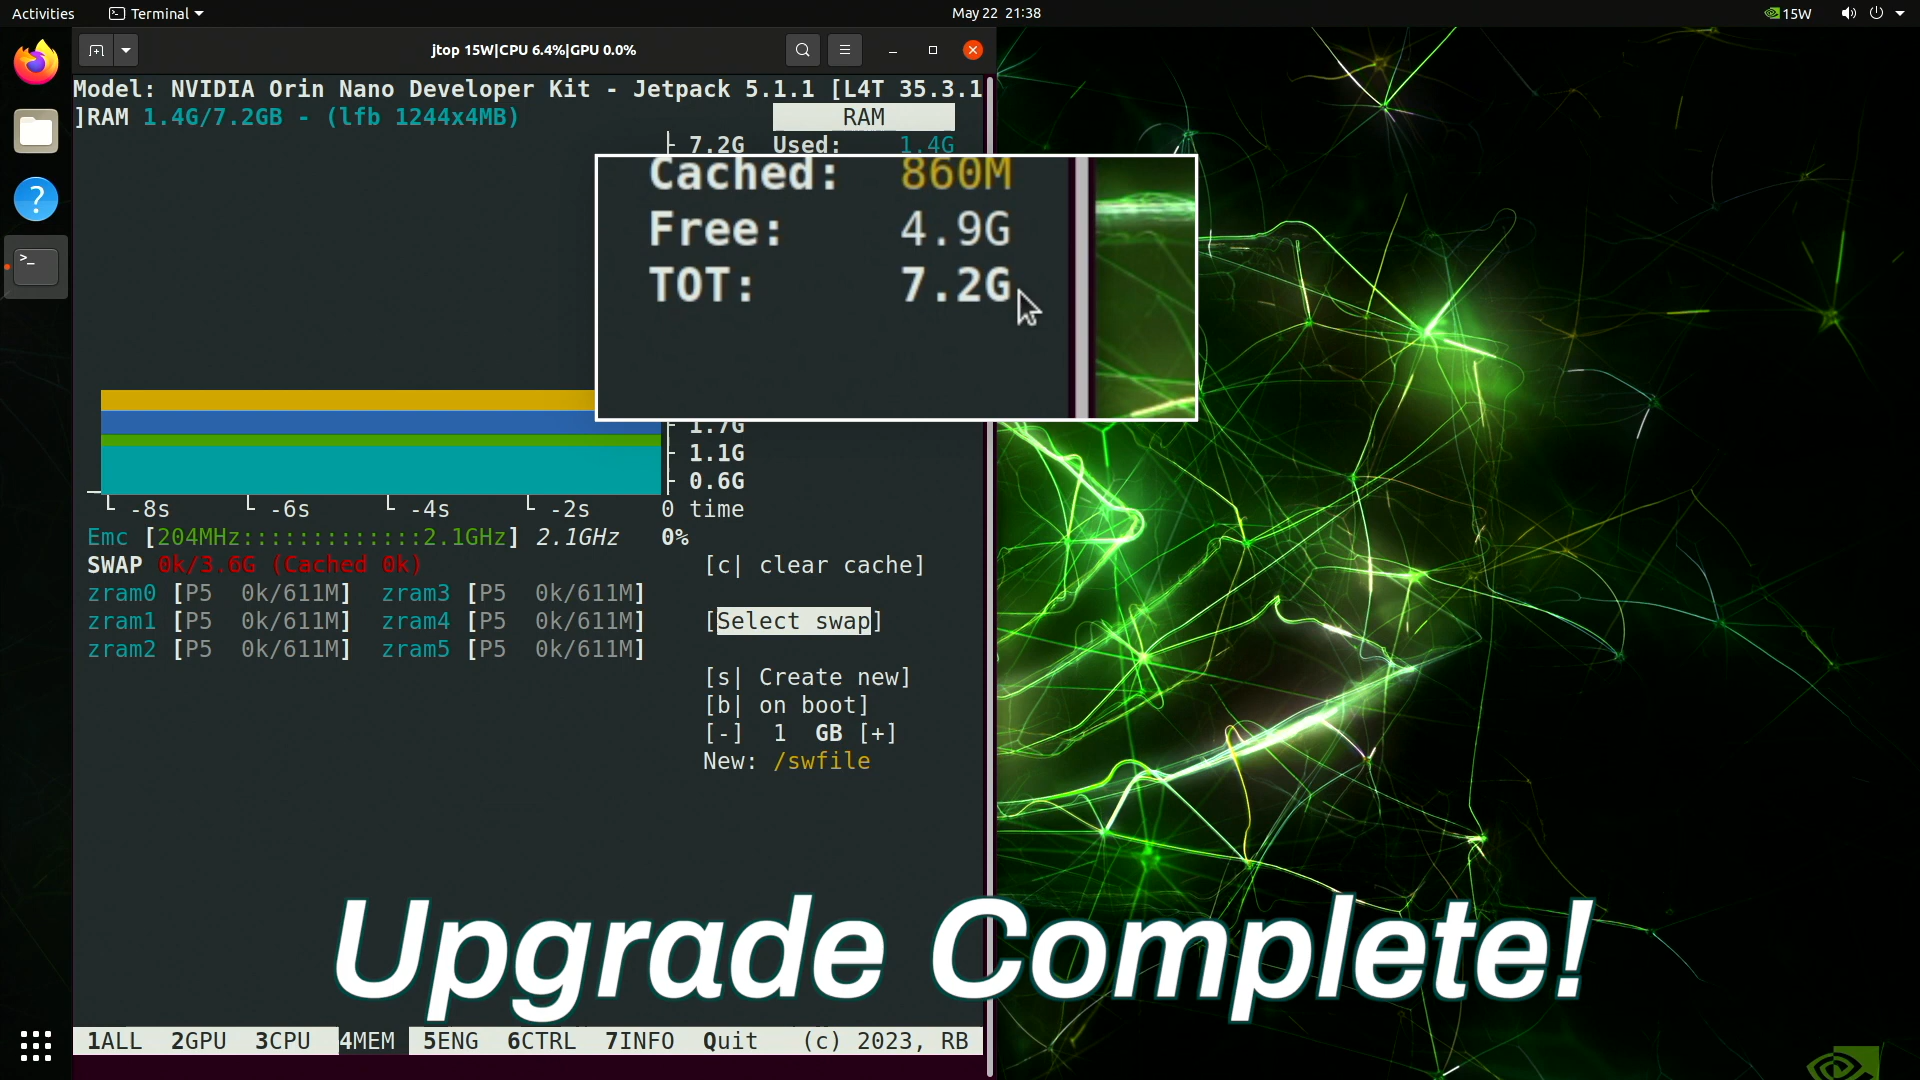 Activities Terminal May 22 21:38 15W
jtop 15W|CPU 6.4%|GPU 0.0%
Model: NVIDIA Orin Nano Developer Kit - Jetpack 5.1.1 [L4T 35.3.1
]RAM 1.4G/7.2GB - (lfb 1244x4MB) RAM
7.2G Used: 1.4G
Cached: 860M
Free: 4.9G
TOT: 7.2G
1.7G
1.1G
0.6G
-8s -6s -4s -2s 0 time
Emc [204MHz:::::::::::::2.1GHz] 2.1GHz 0%
SWAP 0k/3.6G (Cached 0k) [c| clear cache]
zram0 [P5 0k/611M] zram3 [P5 0k/611M]
zram1 [P5 0k/611M] zram4 [P5 0k/611M] [Select swap]
zram2 [P5 0k/611M] zram5 [P5 0k/611M]
[s| Create new]
[b| on boot]
[-] 1 GB [+]
New: /swfile
Upgrade Complete!
1ALL 2GPU 3CPU 4MEM 5ENG 6CTRL 7INFO Quit (c) 2023, RB